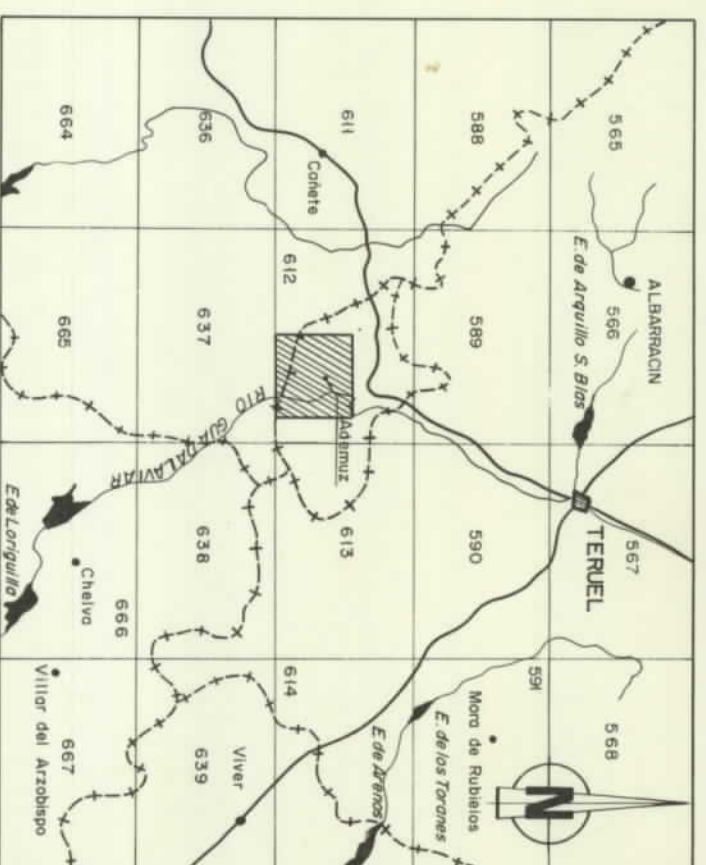 565
ALBARRACIN
566
E. de Arquillo S. Blas
TERUEL
567
568
588
589
590
591
Mora de Rubielos
E. de los Toranes
N
611
Cañete
612
Ademuz
613
614
E. de Arenos
636
637
RIO GUADALAVIAR
638
639
Viver
664
665
E. de Loriguilla
Chelva
666
Villar del Arzobispo
667